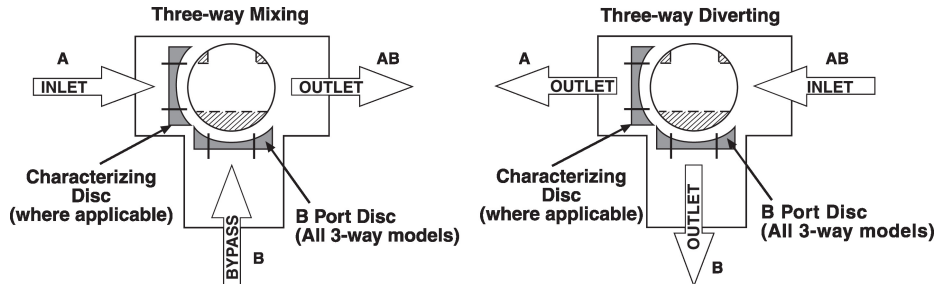 Three-way Mixing
A
INLET
AB
OUTLET
Characterizing
Disc
(where applicable)
B Port Disc
(All 3-way models)
BYPASS
B
Three-way Diverting
A
OUTLET
AB
INLET
Characterizing
Disc
(where applicable)
B Port Disc
(All 3-way models)
OUTLET
B